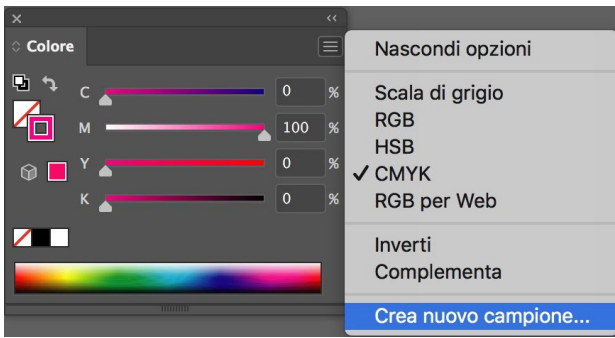 Colore
C 0 %
M 100 %
Y 0 %
K 0 %
Nascondi opzioni
Scala di grigio
RGB
HSB
CMYK
RGB per Web
Inverti
Complementa
Crea nuovo campione...